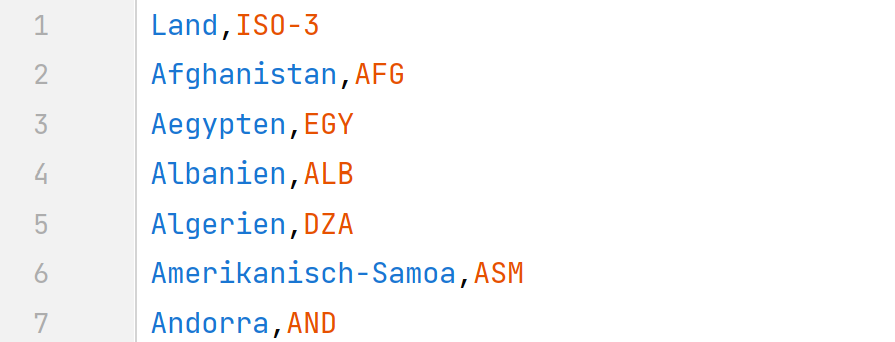 1 Land,ISO-3
2 Afghanistan,AFG
3 Aegypten,EGY
4 Albanien,ALB
5 Algerien,DZA
6 Amerikanisch-Samoa,ASM
7 Andorra,AND